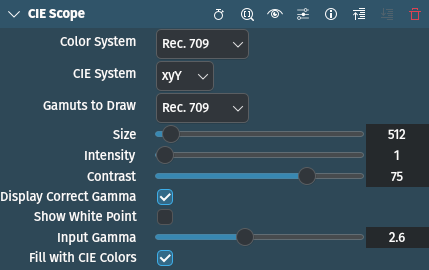 CIE Scope
Color System Rec. 709
CIE System xyY
Gamuts to Draw Rec. 709
Size 512
Intensity 1
Contrast 75
Display Correct Gamma
Show White Point
Input Gamma 2.6
Fill with CIE Colors